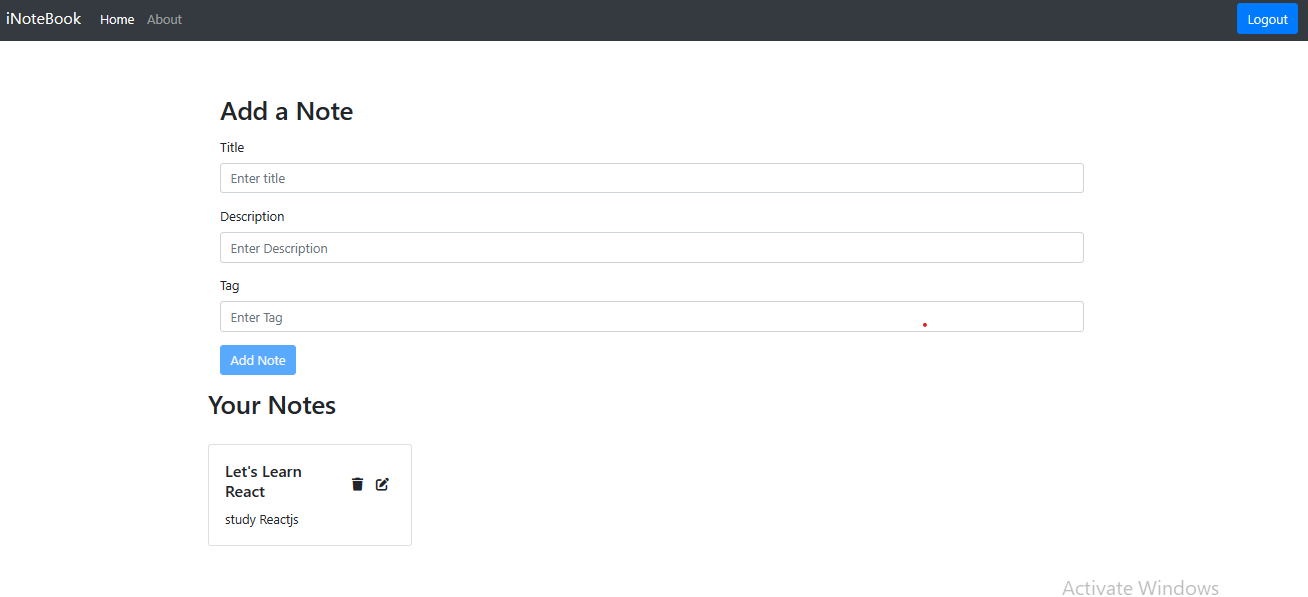 iNoteBook Home About Logout
Add a Note
Title
Enter title
Description
Enter Description
Tag
Enter Tag
Add Note
Your Notes
Let's Learn
React
study Reactjs
Activate Windows